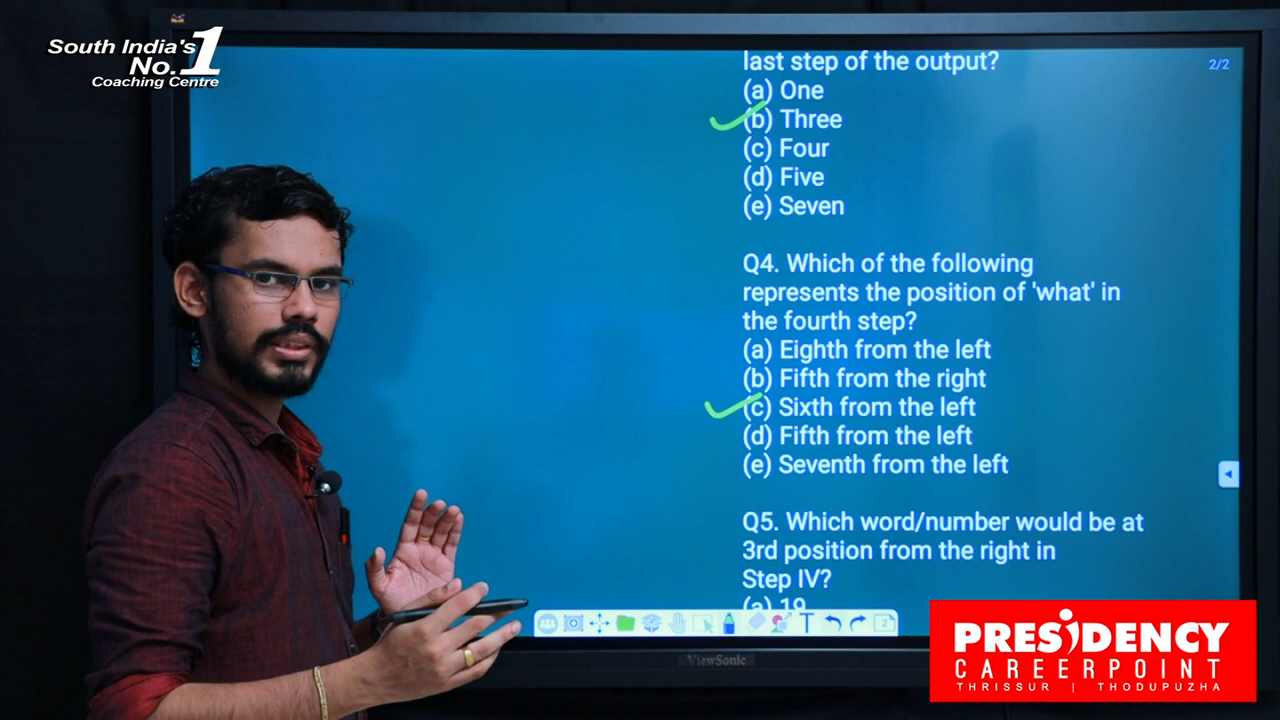 South India's
No.1
Coaching Centre
last step of the output?
(a) One
(b) Three
(c) Four
(d) Five
(e) Seven
2/2
Q4. Which of the following
represents the position of 'what' in
the fourth step?
(a) Eighth from the left
(b) Fifth from the right
(c) Sixth from the left
(d) Fifth from the left
(e) Seventh from the left
Q5. Which word/number would be at
3rd position from the right in
Step IV?
(a) 19
T
2
ViewSonic
PRESiDENCY
CAREERPOINT
THRISSUR | THODUPUZHA